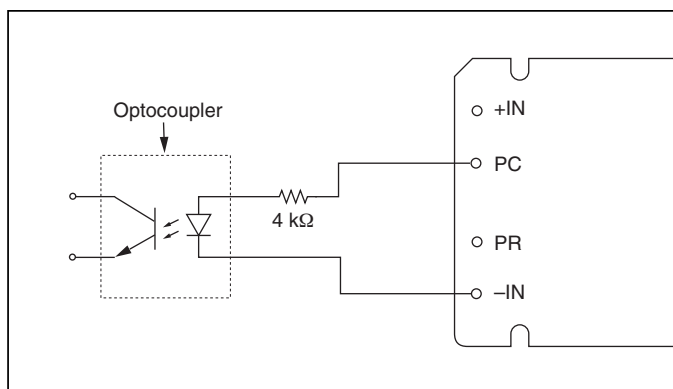 Optocoupler
4 kΩ
+IN
PC
PR
–IN